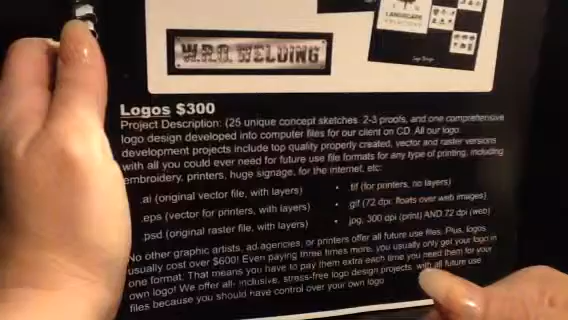 LANDSCAPE
Logo Design
W.R.O. WELDING
Logos $300
Project Description: (25 unique concept sketches. 2-3 proofs, and one comprehensive
logo design developed into computer files for our client on CD. All our logo
development projects include top quality properly created, vector and raster versions
with all you could ever need for future use file formats for any type of printing, including
embroidery, printers, huge signage, for the internet, etc:
.ai (original vector file, with layers)
.eps (vector for printers, with layers)
.psd (original raster file, with layers)
• tif (for printers, no layers)
• gif (72 dpi: floats over web images)
• jpg, 300 dpi (print) AND 72 dpi (web)
No other graphic artists, ad agencies, or printers offer all future use files. Plus, logos
usually cost over $600! Even paying three times more, you usually only get your logo in
one format. That means you have to pay them extra each time you need them for your
own logo! We offer all- inclusive, stress-free logo design projects, with all future use
files because you should have control over your own logo